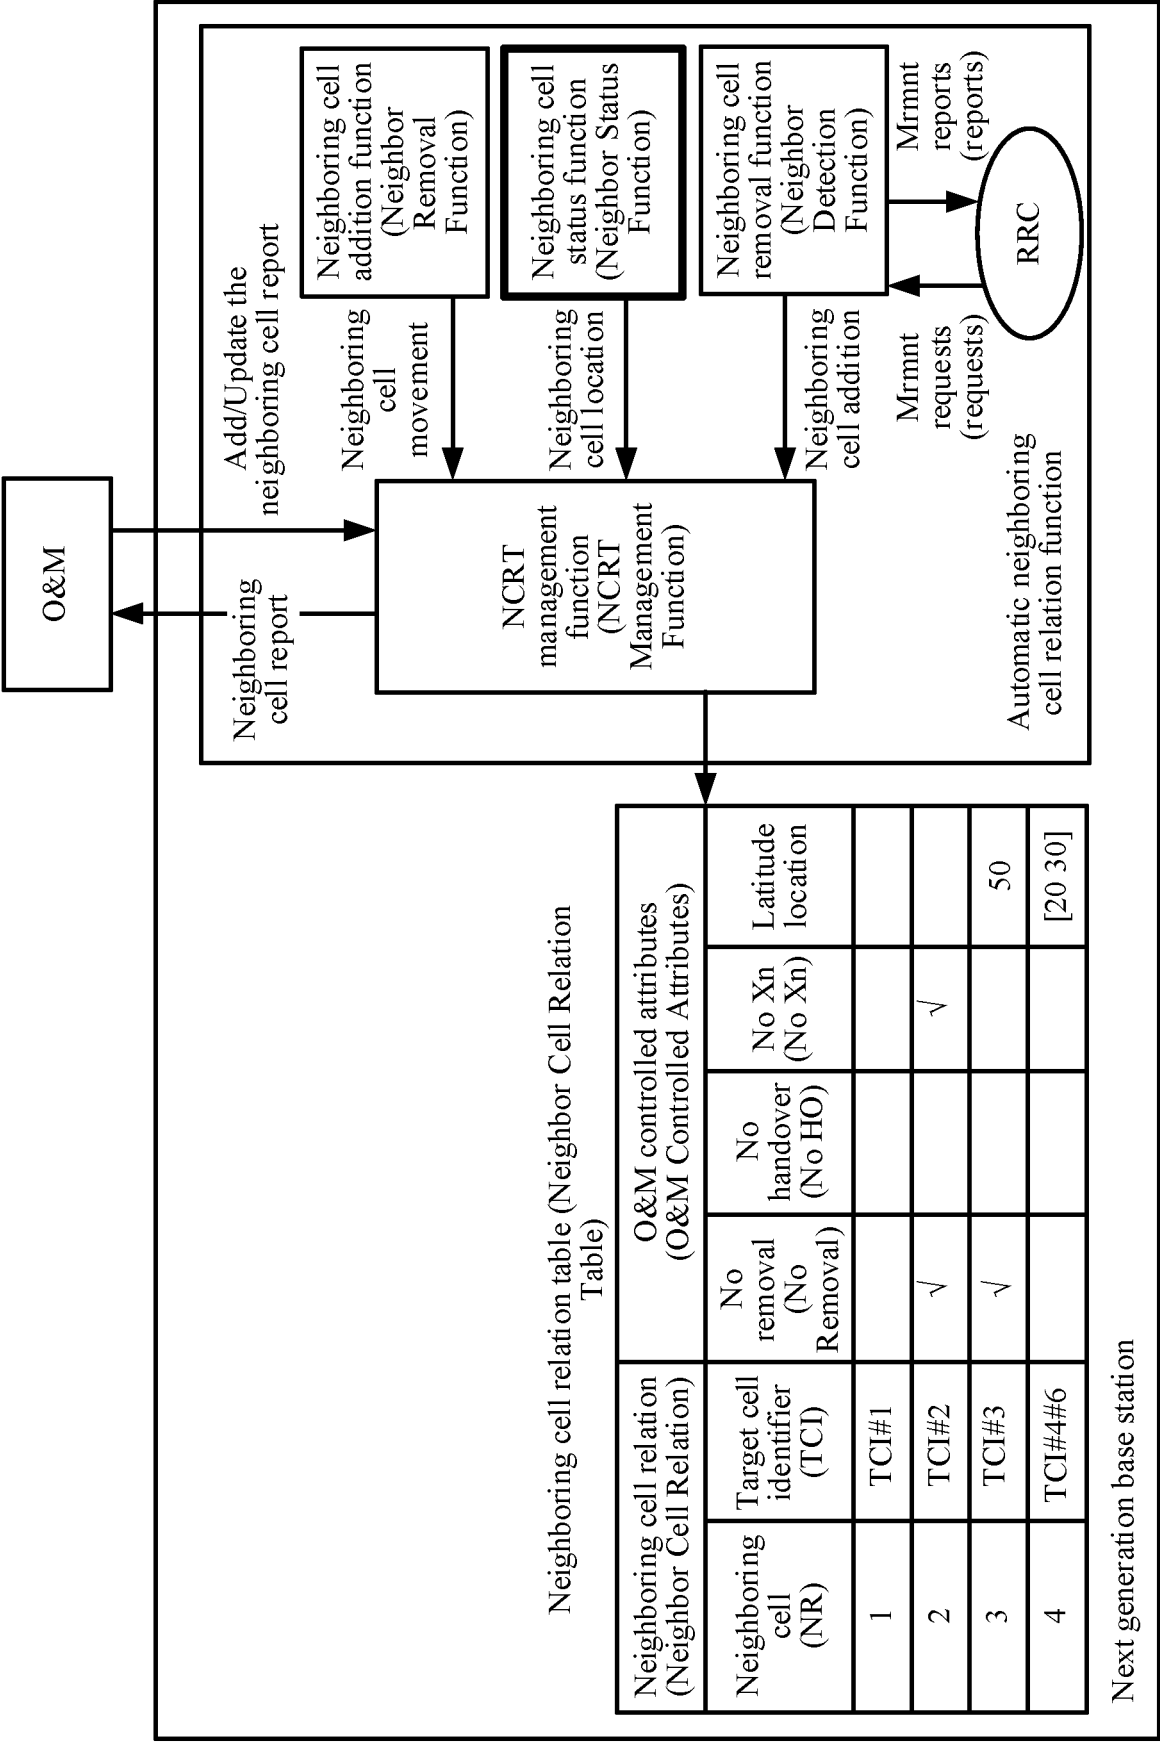 O&M
Neighboring
cell report
Add/Update the
neighboring cell report
Neighboring
cell
movement
Neighboring cell
addition function
(Neighbor
Removal
Function)
Neighboring
cell location
Neighboring cell
status function
(Neighbor Status
Function)
Neighboring
cell addition
Neighboring cell
removal function
(Neighbor
Detection
Function)
NCRT
management
function
(NCRT
Management
Function)
Mrmnt
requests
(requests)
Mrmnt
reports
(reports)
RRC
Automatic neighboring
cell relation function
Neighboring cell relation table (Neighbor Cell Relation
Table)
Neighboring cell relation
(Neighbor Cell Relation)
O&M controlled attributes
(O&M Controlled Attributes)
Neighboring
cell
(NR)
Target cell
identifier
(TCI)
No
removal
(No
Removal)
No
handover
(No HO)
No Xn
(No Xn)
Latitude
location
1 TCI#1
2 TCI#2 √ √
3 TCI#3 √ 50
4 TCI#4#6 [20 30]
Next generation base station